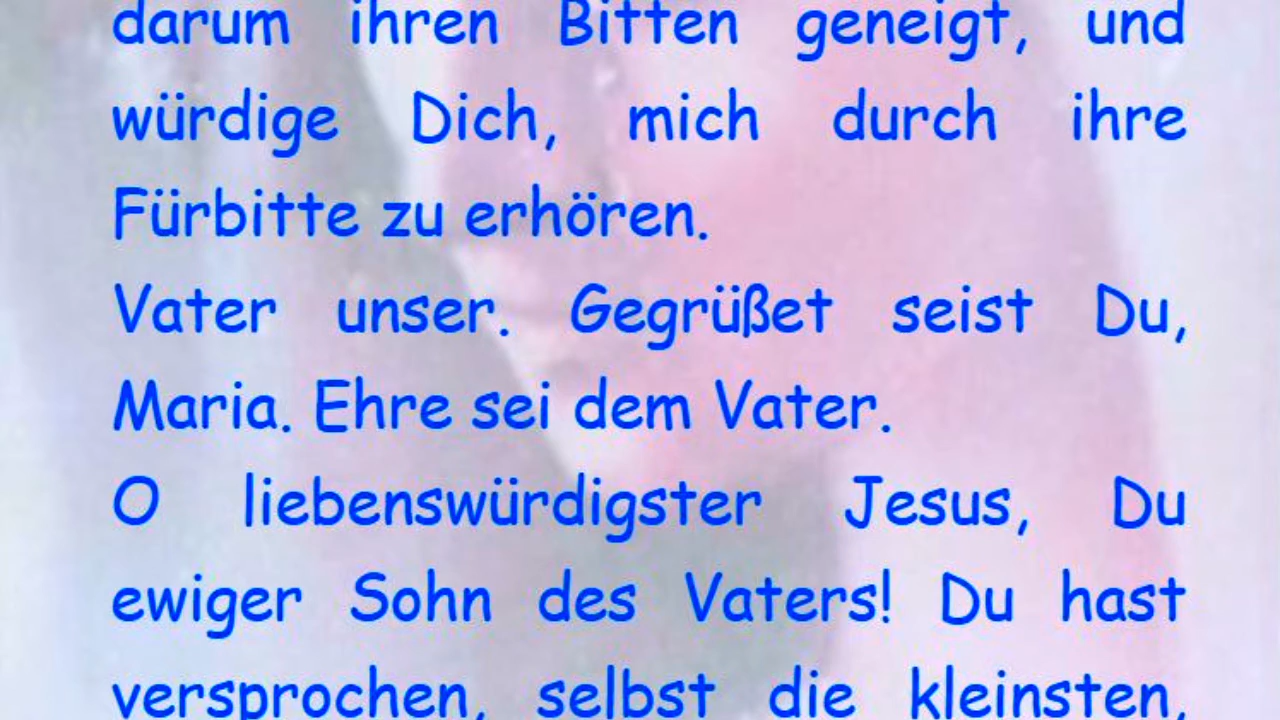 darum ihren Bitten geneigt, und
würdige Dich, mich durch ihre
Fürbitte zu erhören.
Vater unser. Gegrüßet seist Du,
Maria. Ehre sei dem Vater.
O liebenswürdigster Jesus, Du
ewiger Sohn des Vaters! Du hast
versprochen, selbst die kleinsten,